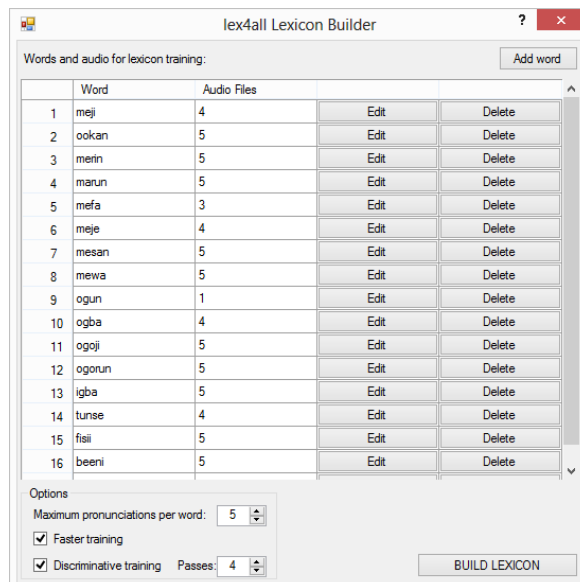 lex4all Lexicon Builder ? ×
Words and audio for lexicon training: Add word
Word Audio Files
1 meji 4 Edit Delete
2 ookan 5 Edit Delete
3 merin 5 Edit Delete
4 marun 5 Edit Delete
5 mefa 3 Edit Delete
6 meje 4 Edit Delete
7 mesan 5 Edit Delete
8 mewa 5 Edit Delete
9 ogun 1 Edit Delete
10 ogba 4 Edit Delete
11 ogoji 5 Edit Delete
12 ogorun 5 Edit Delete
13 igba 5 Edit Delete
14 tunse 4 Edit Delete
15 fisii 5 Edit Delete
16 beeni 5 Edit Delete
Options
Maximum pronunciations per word: 5
Faster training
Discriminative training Passes: 4
BUILD LEXICON